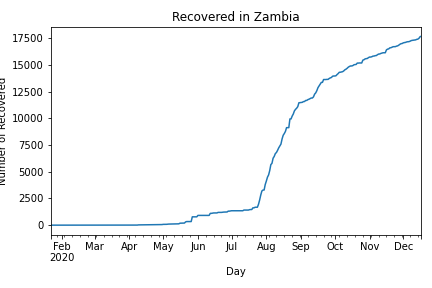 Recovered in Zambia
Number of Recovered
17500
15000
12500
10000
7500
5000
2500
0
Feb Mar Apr May Jun Jul Aug Sep Oct Nov Dec
2020
Day